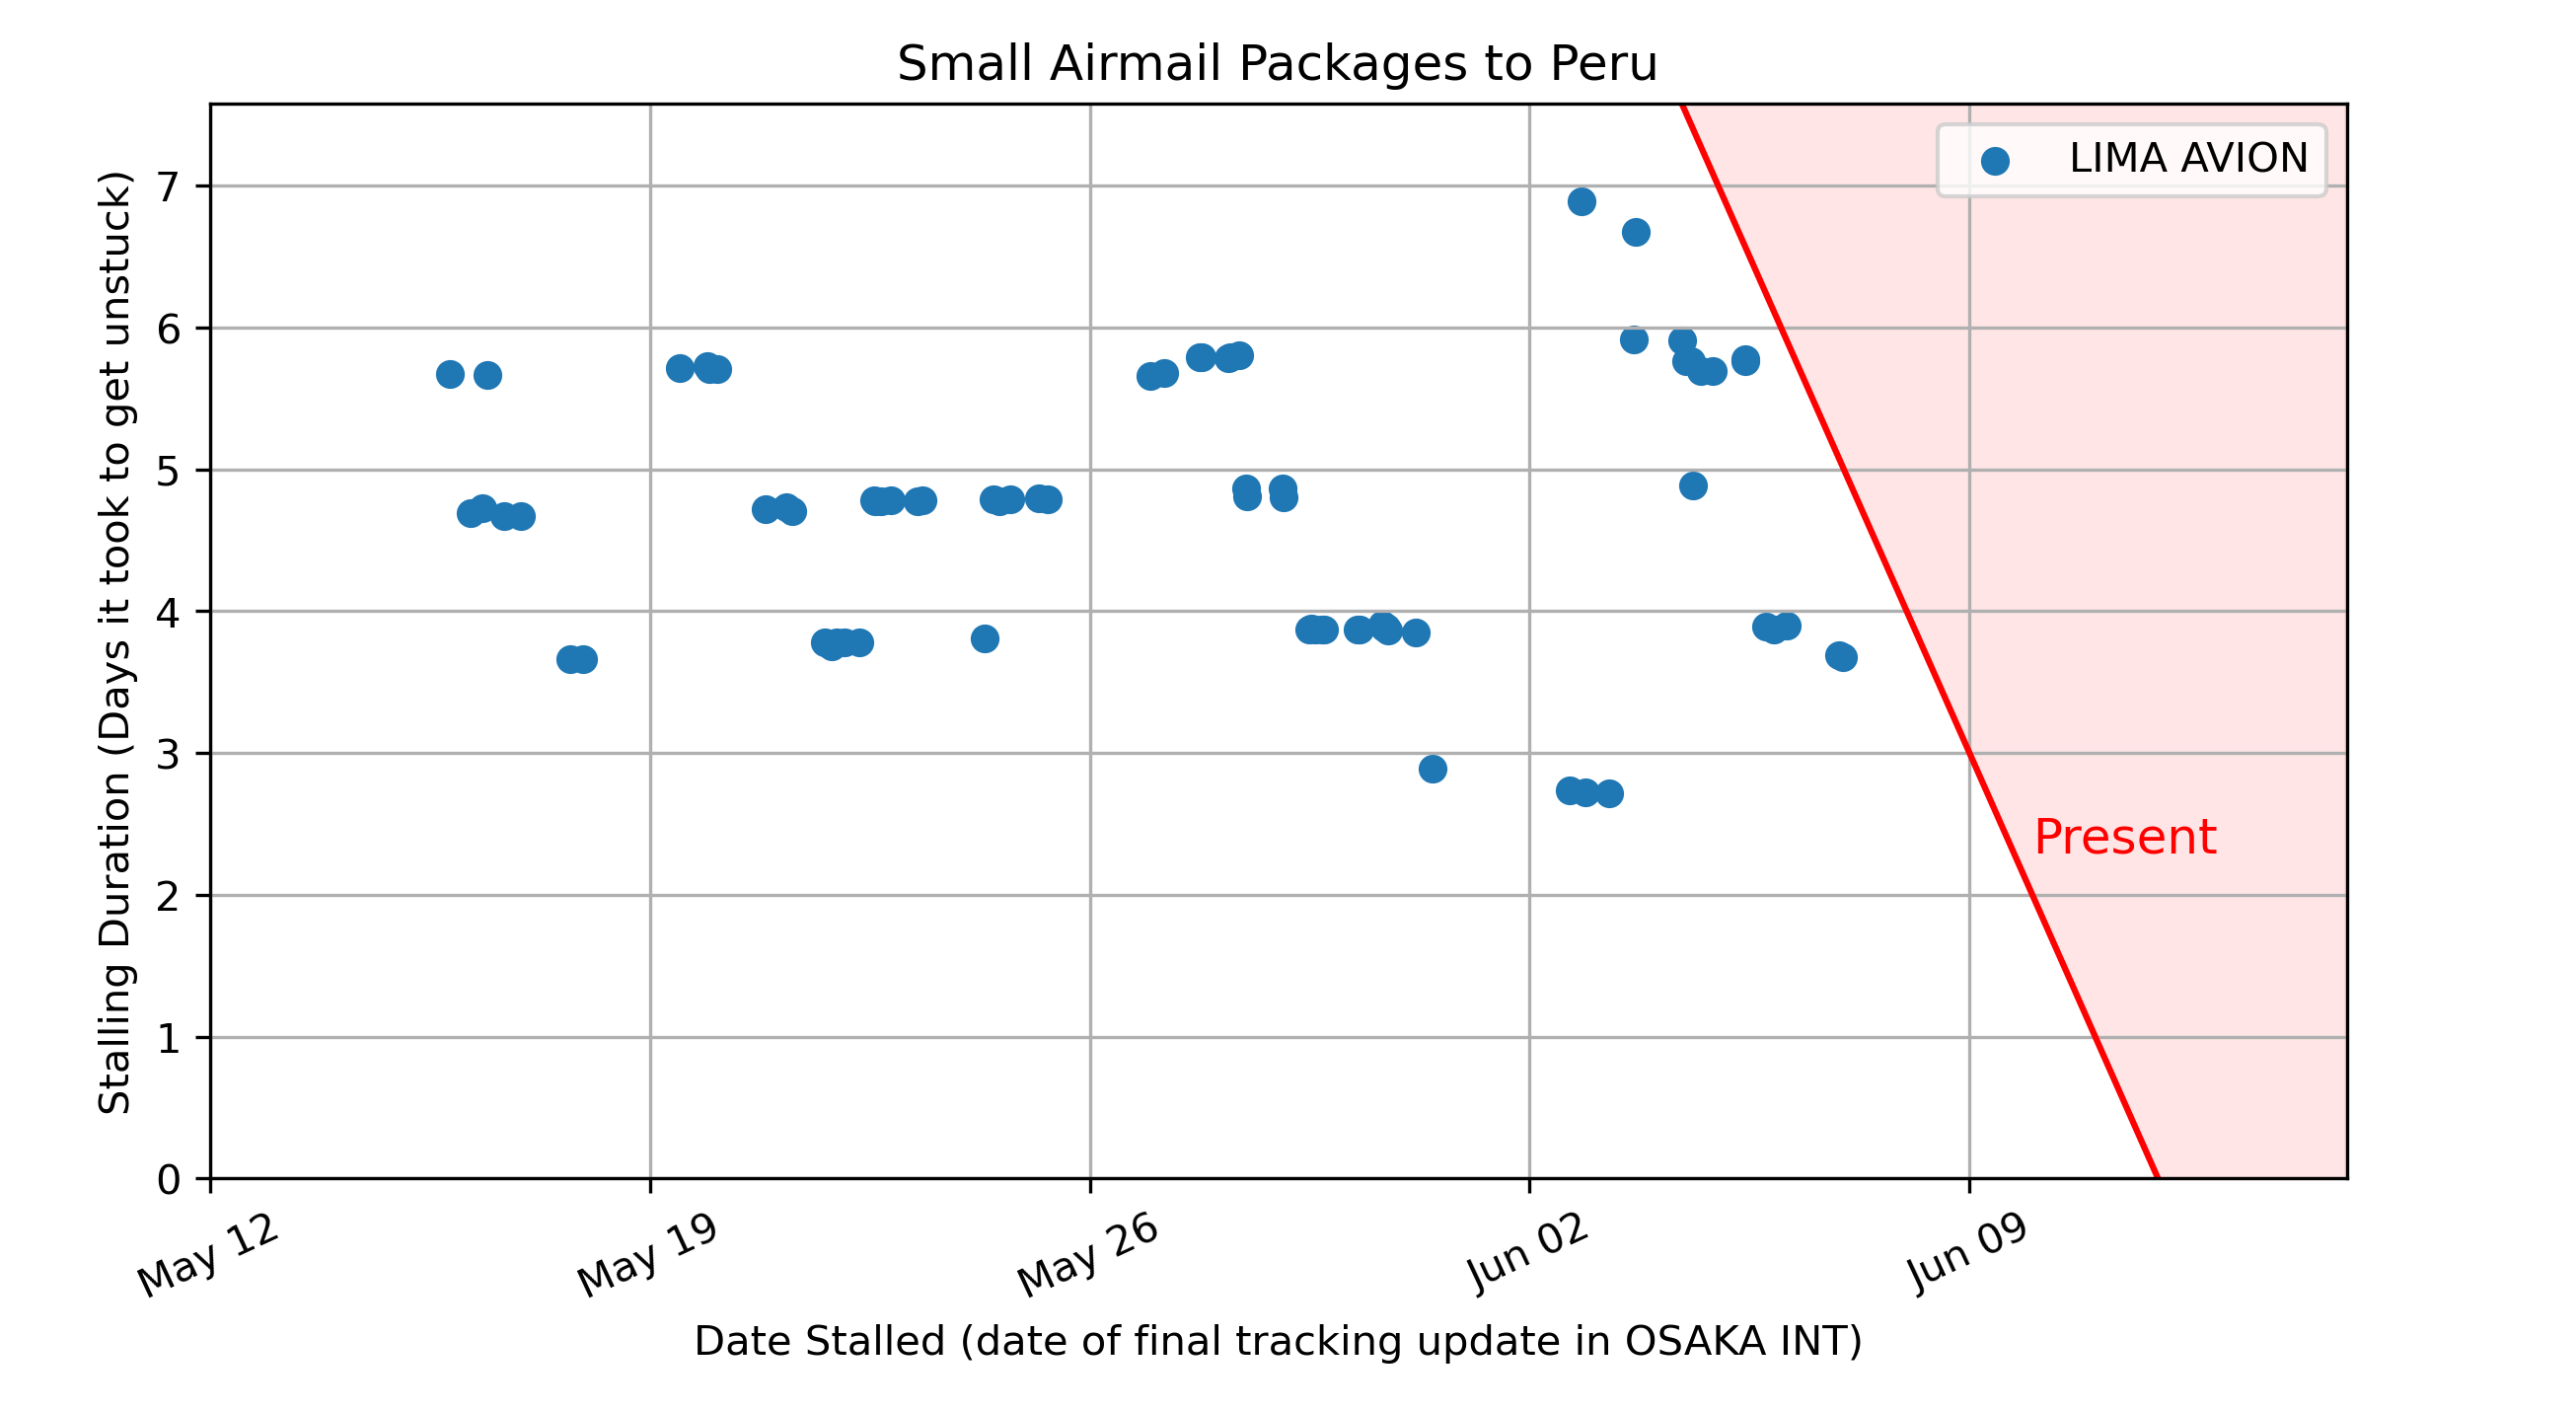 Small Airmail Packages to Peru
LIMA AVION
Stalling Duration (Days it took to get unstuck)
7
6
5
4
3
2
1
0
Present
May 12
May 19
May 26
Jun 02
Jun 09
Date Stalled (date of final tracking update in OSAKA INT)